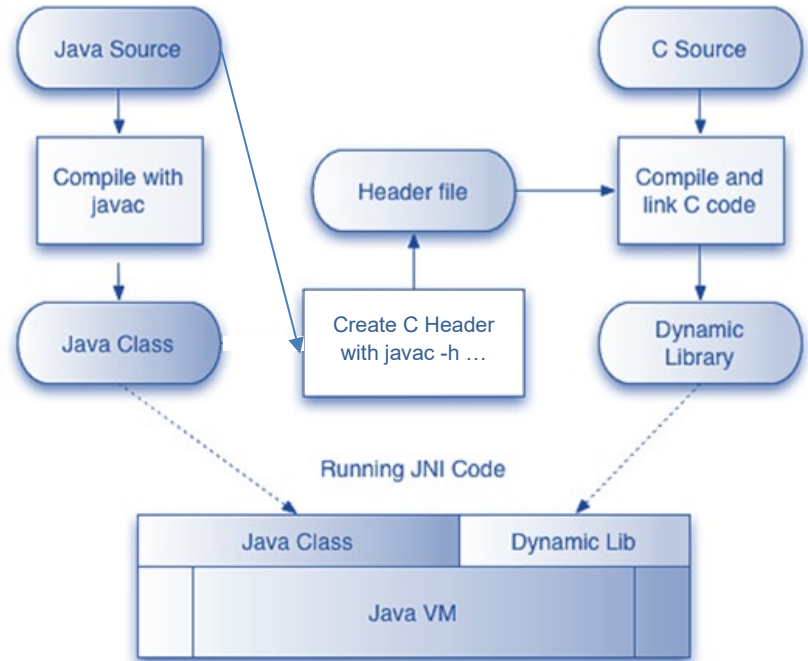 Java Source
C Source
Compile with
javac
Header file
Compile and
link C code
Create C Header
with javac -h …
Java Class
Dynamic
Library
Running JNI Code
Java Class
Dynamic Lib
Java VM